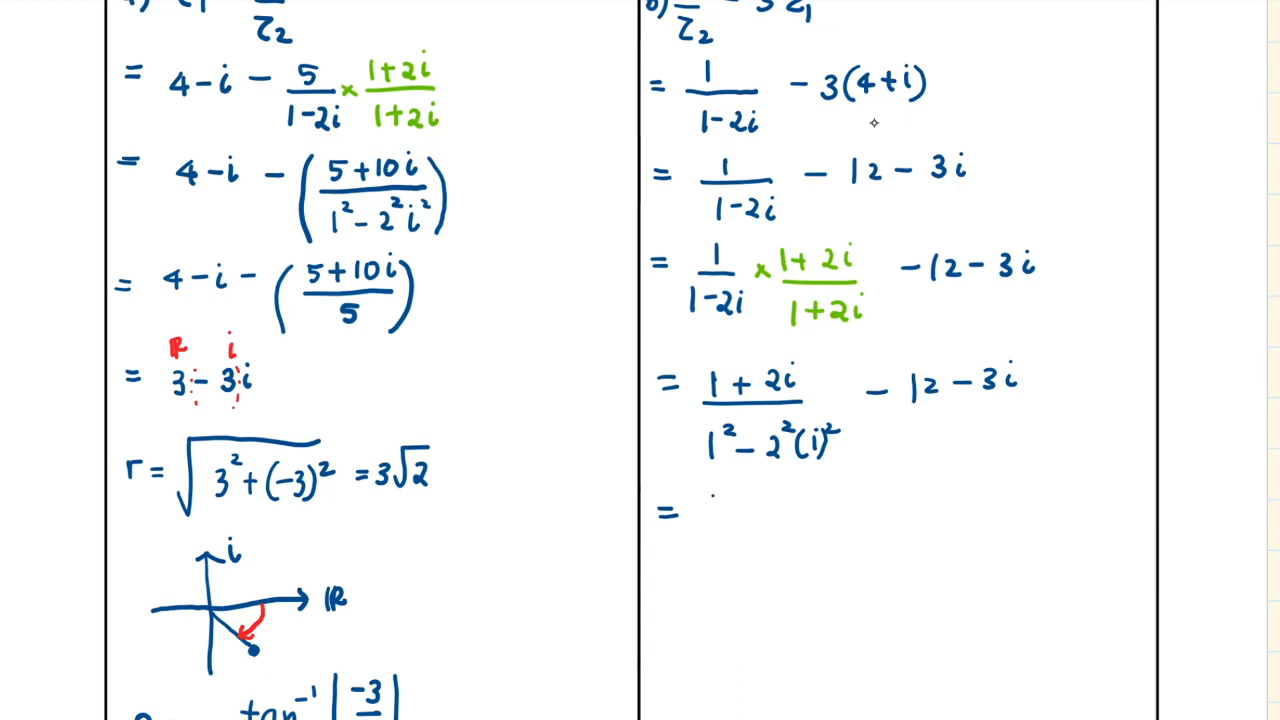 z₂
= 4 - i - 5/(1-2i) × (1+2i)/(1+2i)
= 4 - i - ((5+10i)/(1² - 2²i²))
= 4 - i - ((5+10i)/5)
R i
= 3 - 3i
r = √(3² + (-3)²) = 3√2
i
R
tan⁻¹ |-3
z₂ 3z₁
= 1/(1-2i) - 3(4+i)
= 1/(1-2i) - 12 - 3i
= 1/(1-2i) × (1+2i)/(1+2i) - 12 - 3i
= (1+2i)/(1² - 2²(i)²) - 12 - 3i
=